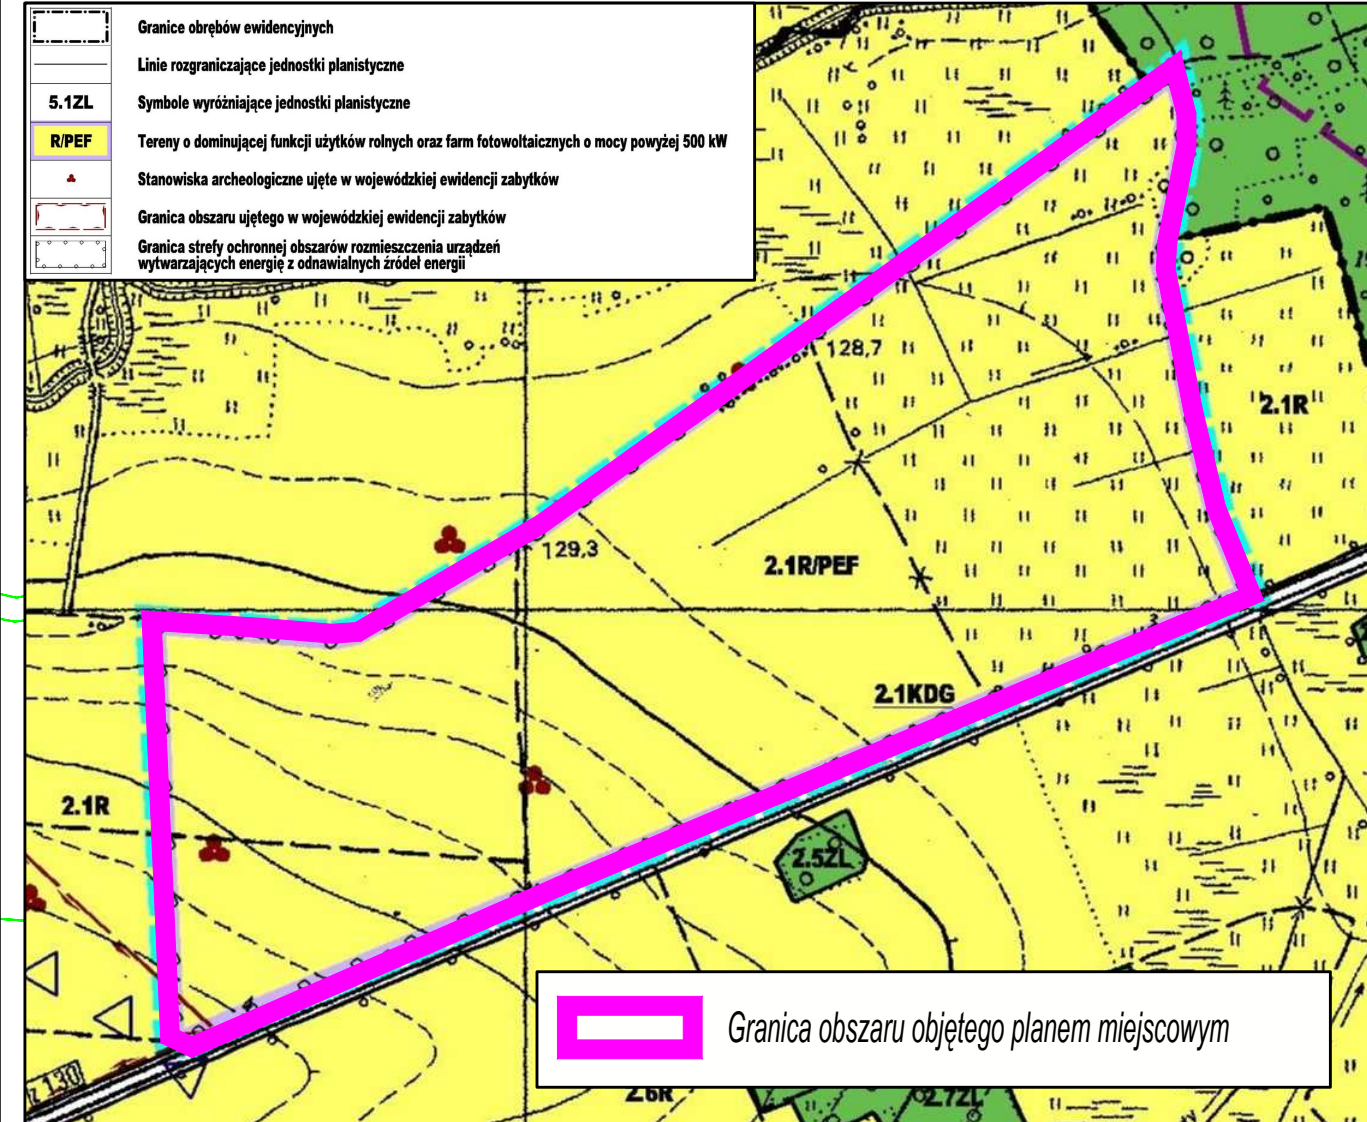 Granice obrębów ewidencyjnych
Linie rozgraniczające jednostki planistyczne
5.1ZL Symbole wyróżniające jednostki planistyczne
R/PEF Tereny o dominującej funkcji użytków rolnych oraz farm fotowoltaicznych o mocy powyżej 500 kW
Stanowiska archeologiczne ujęte w wojewódzkiej ewidencji zabytków
Granica obszaru ujętego w wojewódzkiej ewidencji zabytków
Granica strefy ochronnej obszarów rozmieszczenia urządzeń
wytwarzających energię z odnawialnych źródeł energii
128,7
2.1R
129,3
2.1R/PEF
2.1KDG
2.1R
2.5ZL
Granica obszaru objętego planem miejscowym
z 130
2.6R
2.7ZL